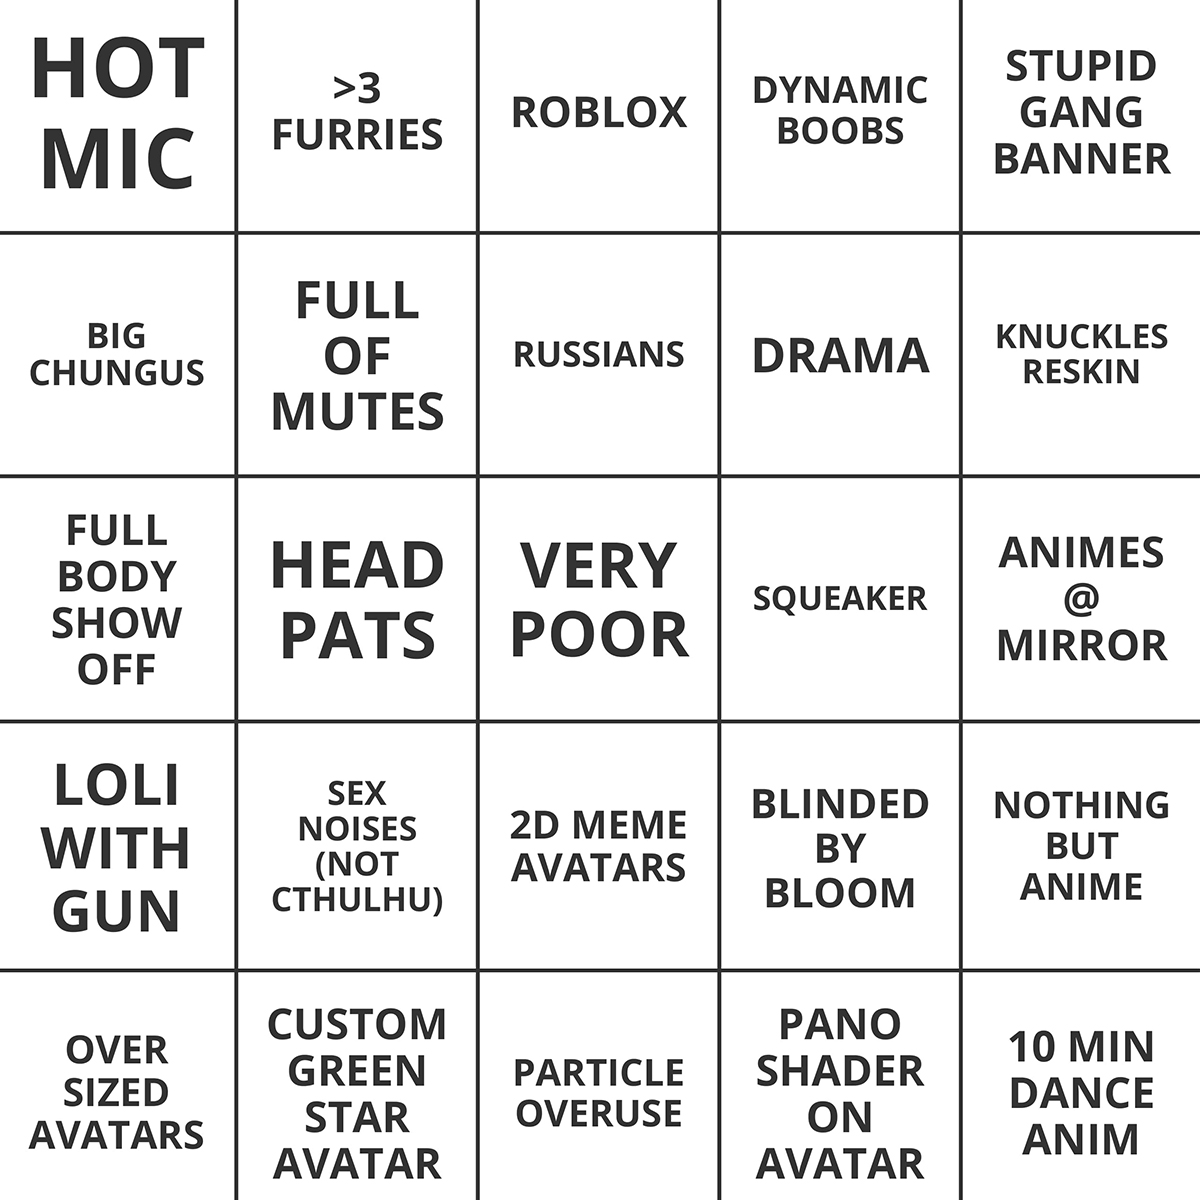 HOT
MIC
>3
FURRIES
ROBLOX
DYNAMIC
BOOBS
STUPID
GANG
BANNER
BIG
CHUNGUS
FULL
OF
MUTES
RUSSIANS
DRAMA
KNUCKLES
RESKIN
FULL
BODY
SHOW
OFF
HEAD
PATS
VERY
POOR
SQUEAKER
ANIMES
@
MIRROR
LOLI
WITH
GUN
SEX
NOISES
(NOT
CTHULHU)
2D MEME
AVATARS
BLINDED
BY
BLOOM
NOTHING
BUT
ANIME
OVER
SIZED
AVATARS
CUSTOM
GREEN
STAR
AVATAR
PARTICLE
OVERUSE
PANO
SHADER
ON
AVATAR
10 MIN
DANCE
ANIM